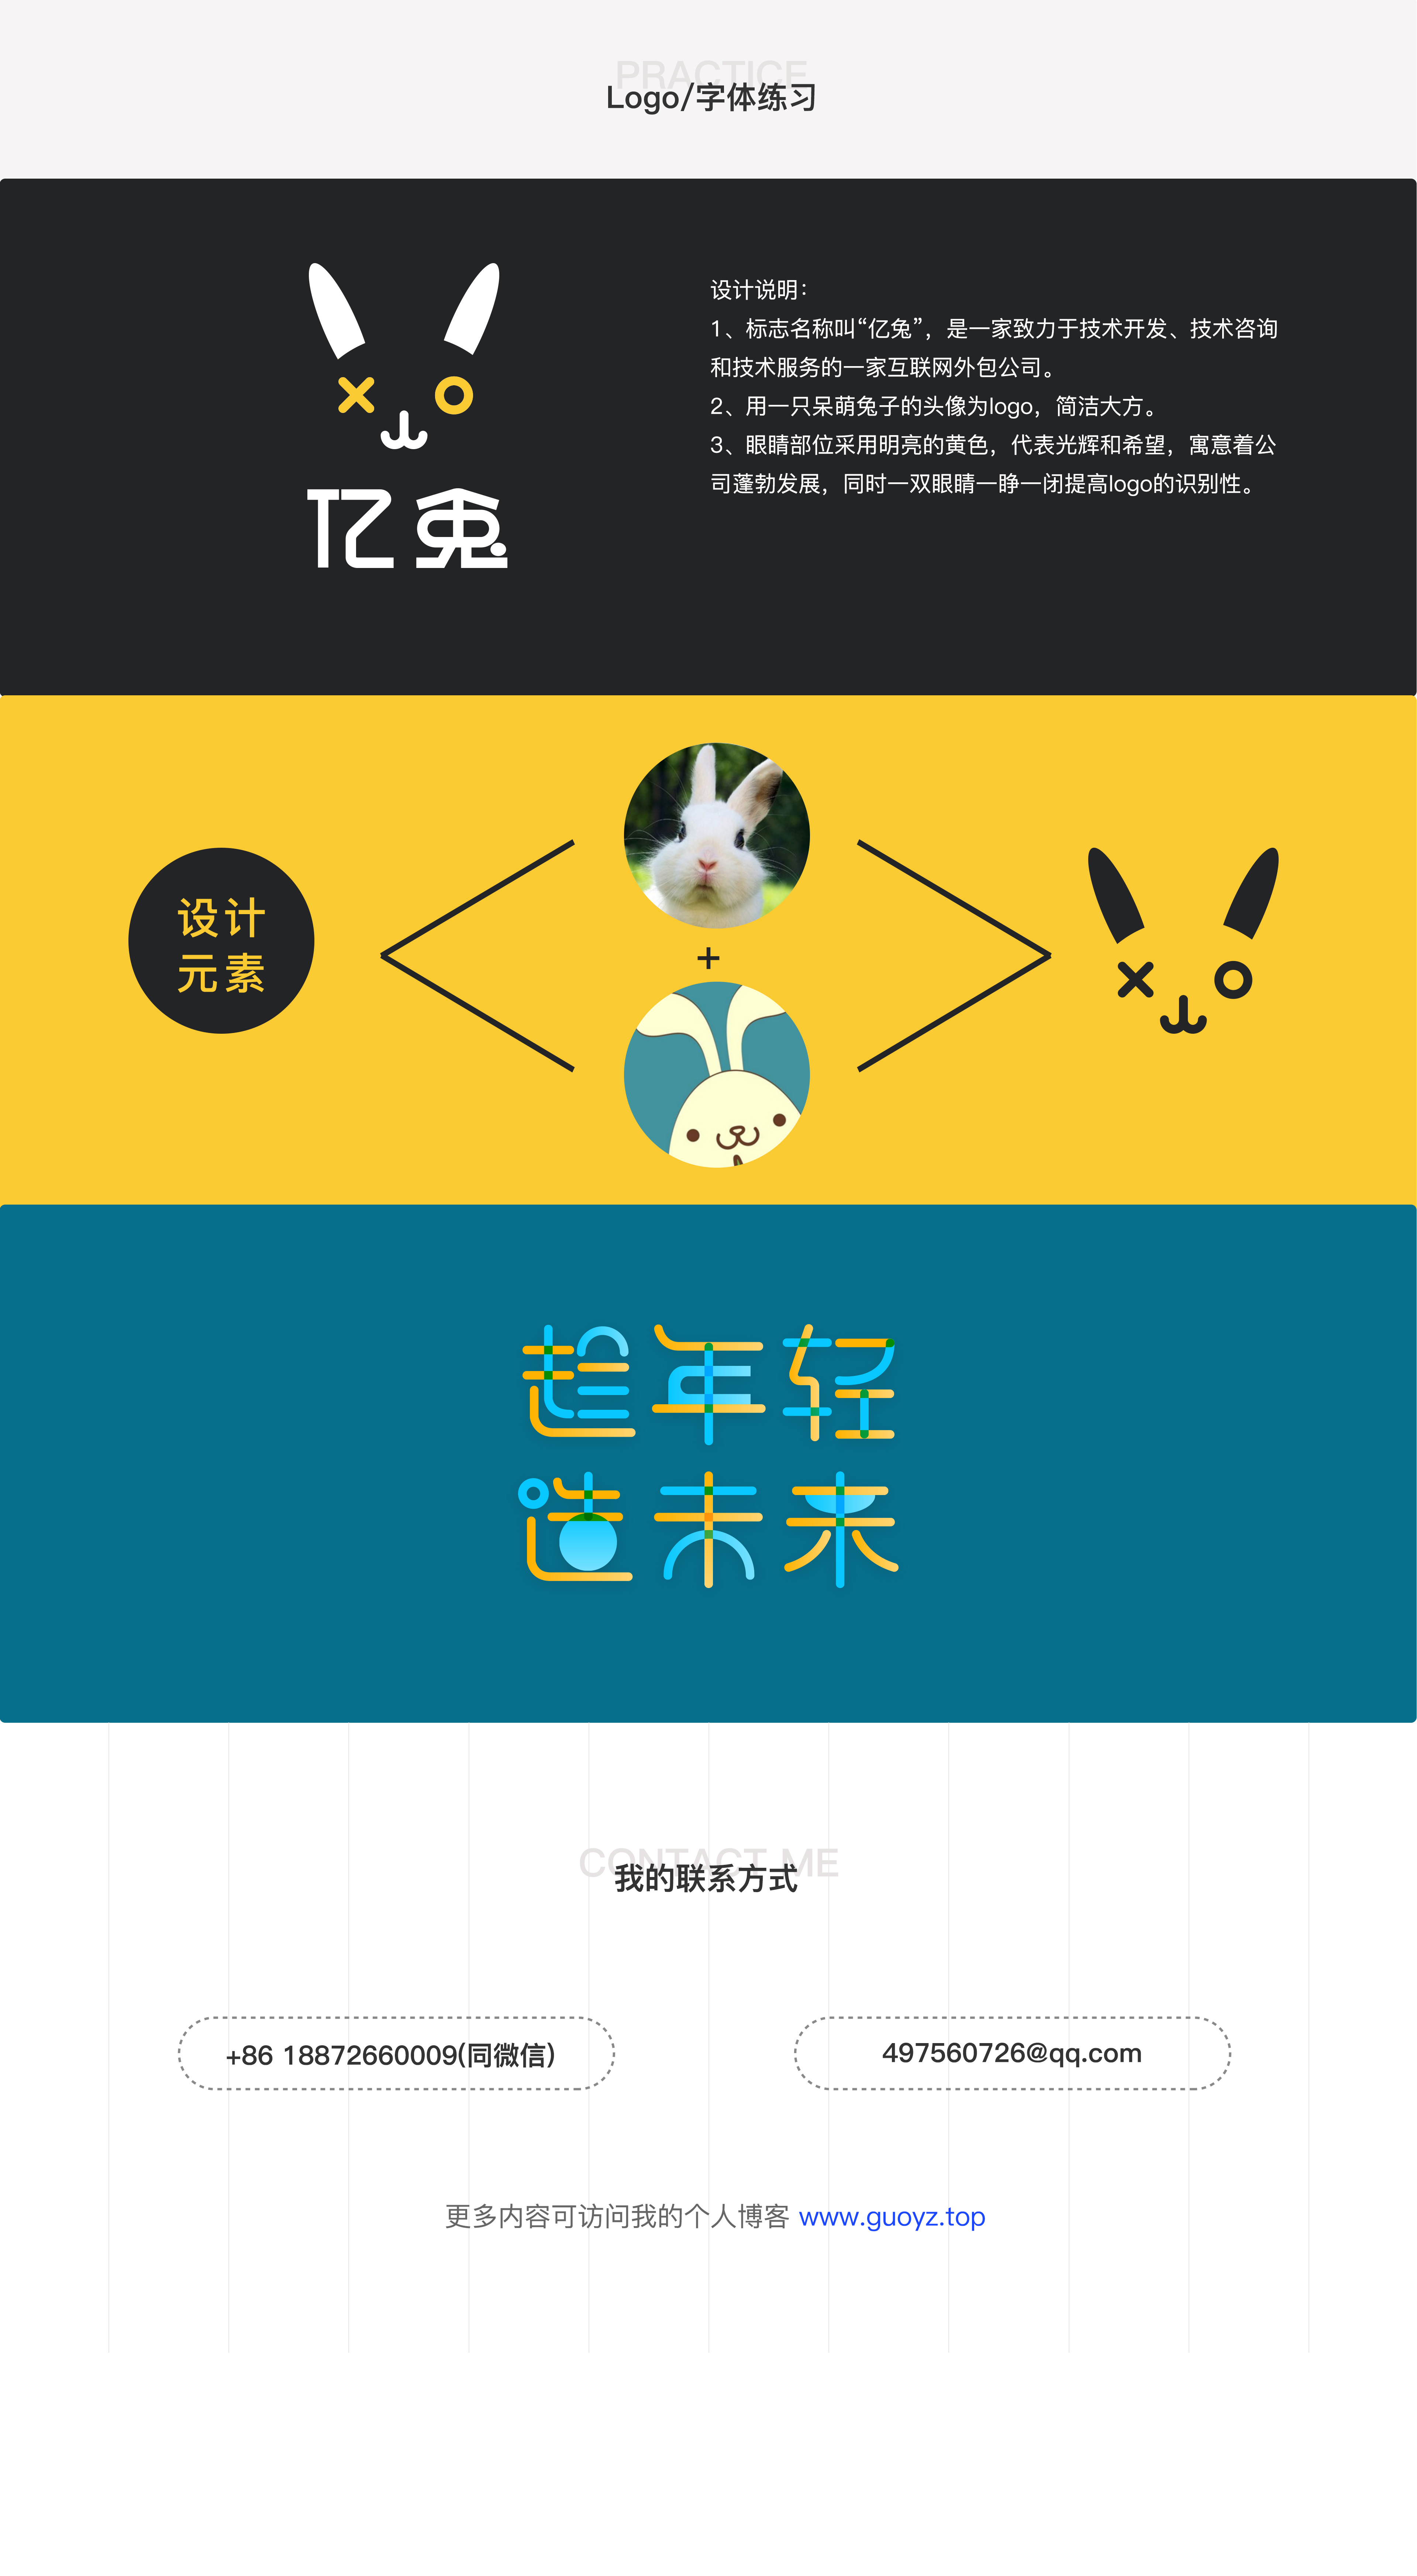 PRACTICE
Logo/字体练习
设计说明：
1、标志名称叫“亿兔”，是一家致力于技术开发、技术咨询
和技术服务的一家互联网外包公司。
2、用一只呆萌兔子的头像为logo，简洁大方。
3、眼睛部位采用明亮的黄色，代表光辉和希望，寓意着公
司蓬勃发展，同时一双眼睛一睁一闭提高logo的识别性。
亿兔
设计
元素
+
趁年轻
造未来
CONTACT ME
我的联系方式
+86 18872660009(同微信)
497560726@qq.com
更多内容可访问我的个人博客 www.guoyz.top